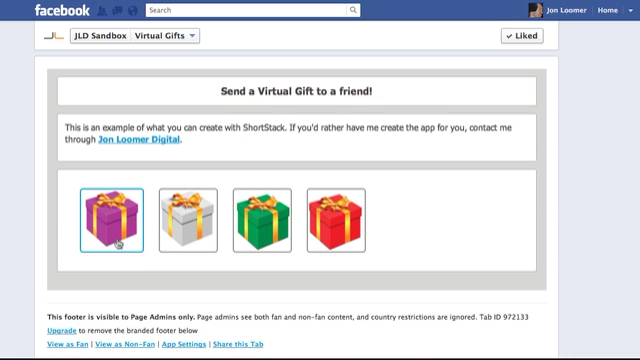 facebook Search Jon Loomer Home
JLD Sandbox Virtual Gifts Liked
Send a Virtual Gift to a friend!
This is an example of what you can create with ShortStack. If you'd rather have me create the app for you, contact me
through Jon Loomer Digital.
This footer is visible to Page Admins only. Page admins see both fan and non-fan content, and country restrictions are ignored. Tab ID 972133
Upgrade to remove the branded footer below
View as Fan | View as Non-Fan | App Settings | Share this Tab